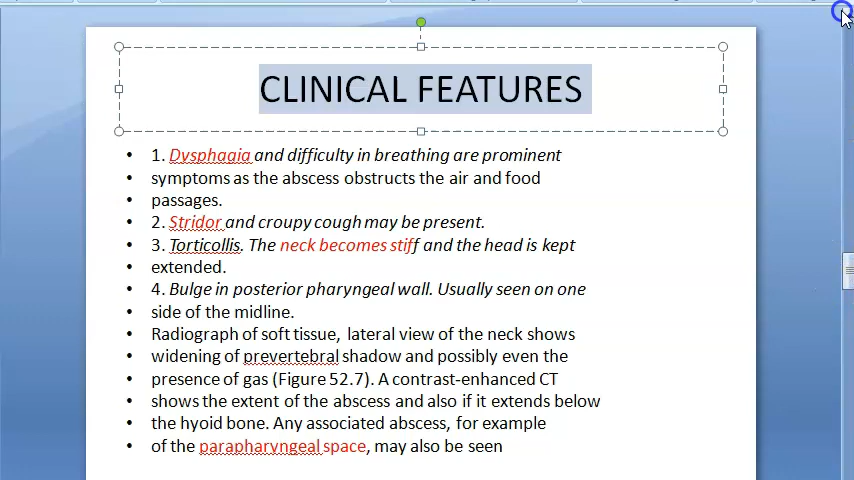 CLINICAL FEATURES
• 1. Dysphagia and difficulty in breathing are prominent
• symptoms as the abscess obstructs the air and food
• passages.
• 2. Stridor and croupy cough may be present.
• 3. Torticollis. The neck becomes stiff and the head is kept
• extended.
• 4. Bulge in posterior pharyngeal wall. Usually seen on one
• side of the midline.
• Radiograph of soft tissue, lateral view of the neck shows
• widening of prevertebral shadow and possibly even the
• presence of gas (Figure 52.7). A contrast-enhanced CT
• shows the extent of the abscess and also if it extends below
• the hyoid bone. Any associated abscess, for example
• of the parapharyngeal space, may also be seen